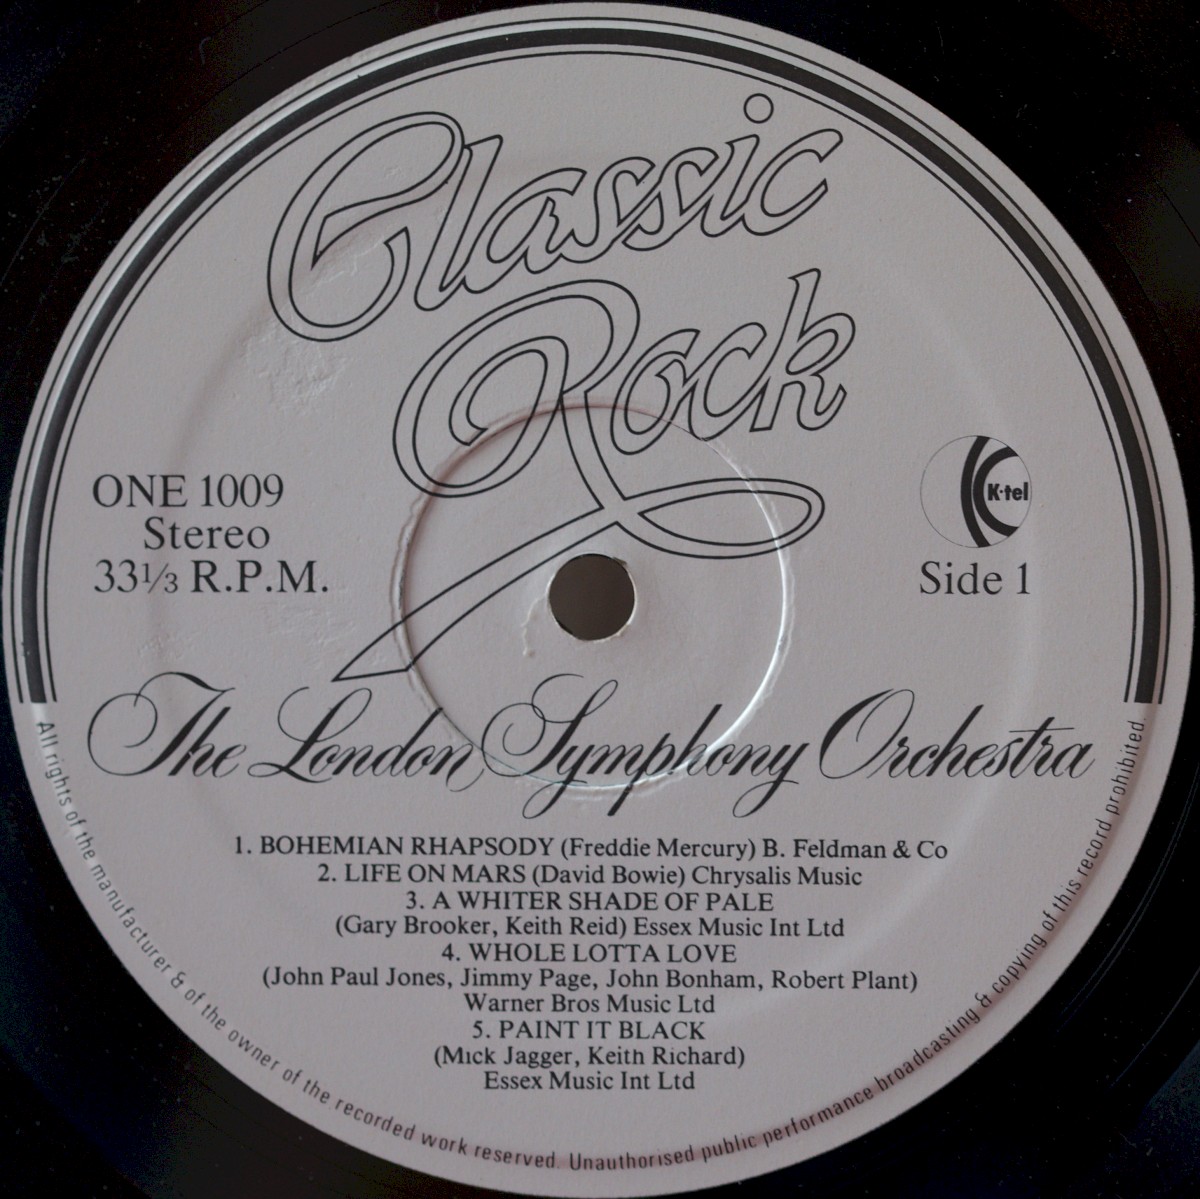 Classic
Rock
ONE 1009
Stereo
33 1/3 R.P.M.
K·tel
Side 1
The London Symphony Orchestra
1. BOHEMIAN RHAPSODY (Freddie Mercury) B. Feldman & Co
2. LIFE ON MARS (David Bowie) Chrysalis Music
3. A WHITER SHADE OF PALE
(Gary Brooker, Keith Reid) Essex Music Int Ltd
4. WHOLE LOTTA LOVE
(John Paul Jones, Jimmy Page, John Bonham, Robert Plant)
Warner Bros Music Ltd
5. PAINT IT BLACK
(Mick Jagger, Keith Richard)
Essex Music Int Ltd
All rights of the manufacturer & of the owner of the recorded work reserved. Unauthorised public performance broadcasting & copying of this record prohibited.